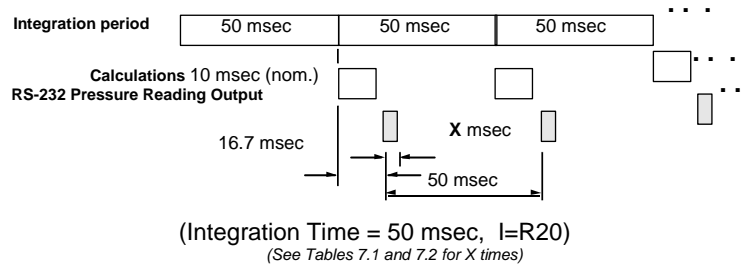 Integration period 50 msec 50 msec 50 msec
Calculations 10 msec (nom.)
RS-232 Pressure Reading Output
X msec
16.7 msec
50 msec
(Integration Time = 50 msec, I=R20)
(See Tables 7.1 and 7.2 for X times)